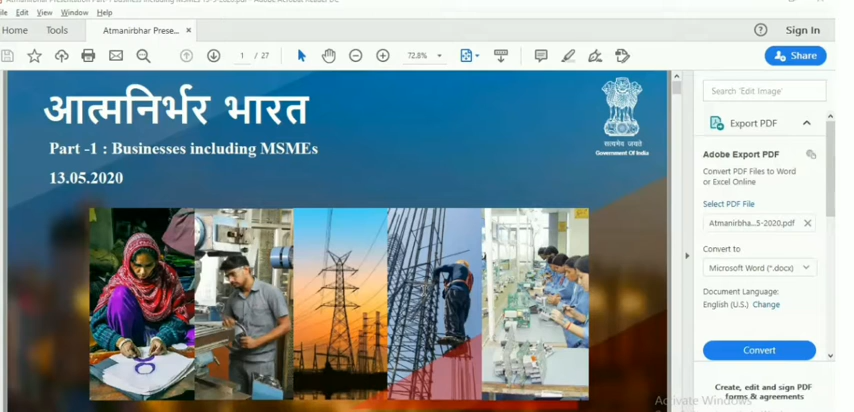 File Edit View Window Help
Home Tools Atmanirbhar Prese... × Sign In
1 / 27 72.8% Share
आत्मनिर्भर भारत
Part -1 : Businesses including MSMEs
13.05.2020
सत्यमेव जयते
Government Of India
Search 'Edit Image'
Export PDF
Adobe Export PDF
Convert PDF Files to Word
or Excel Online
Select PDF File
Atmanirbha...5-2020.pdf
Convert to
Microsoft Word (*.docx)
Document Language:
English (U.S.) Change
Convert
Create, edit and sign PDF
forms & agreements
Activate Windows